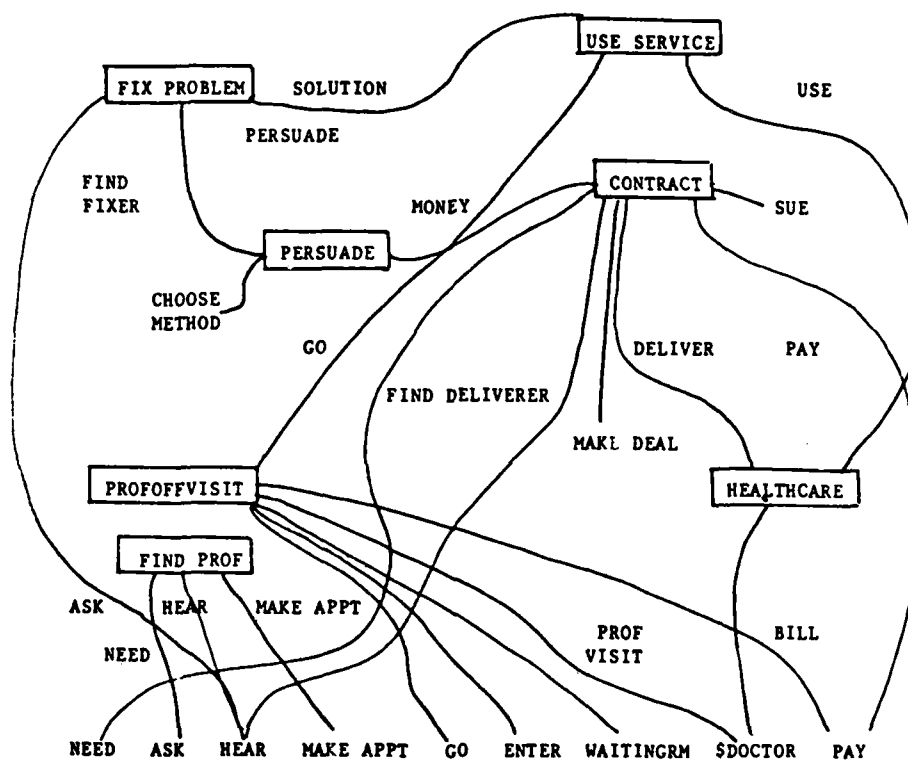 USE SERVICE
FIX PROBLEM SOLUTION USE
PERSUADE
FIND
FIXER
CONTRACT
MONEY SUE
PERSUADE
CHOOSE
METHOD
GO DELIVER PAY
FIND DELIVERER
MAKE DEAL
PROFOFFVISIT HEALTHCARE
FIND PROF
ASK HEAR MAKE APPT
NEED PROF
VISIT
BILL
NEED ASK HEAR MAKE APPT GO ENTER WAITINGRM $DOCTOR PAY